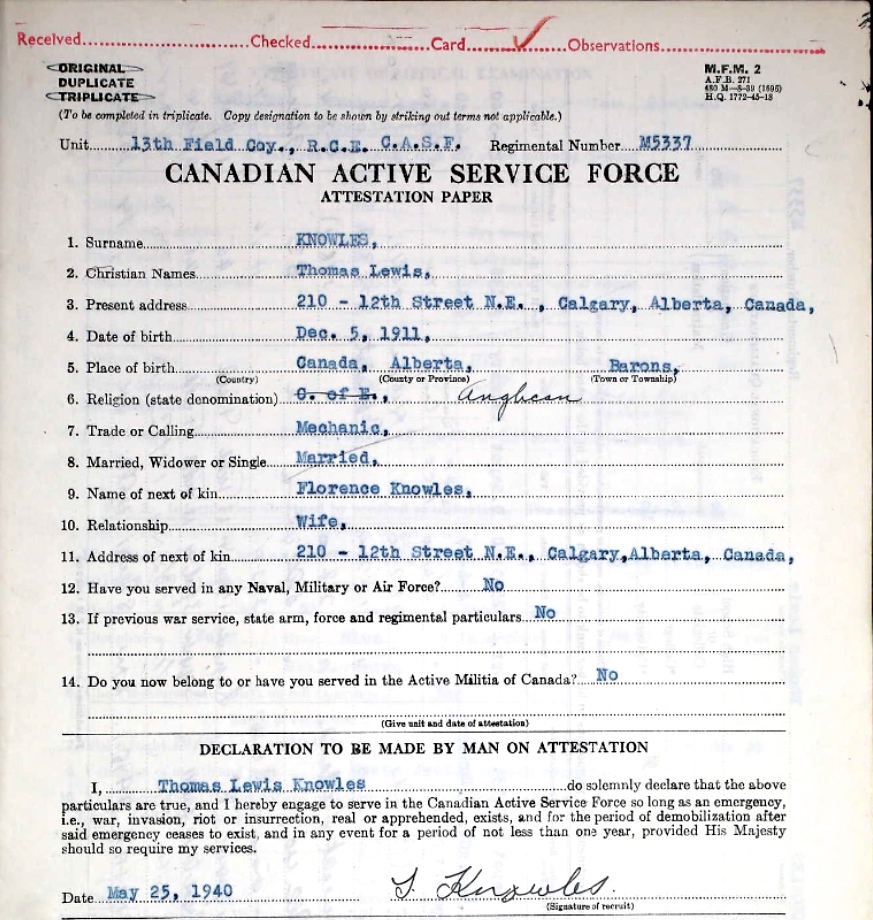 Received........Checked........Card........Observations........
ORIGINAL
DUPLICATE
TRIPLICATE
M.F.M. 2
A.F.B. 271
H.Q. 1772-45-13
(To be completed in triplicate. Copy designation to be shown by striking out terms not applicable.)
Unit 13th Field Coy., R.C.E. C.A.S.F. Regimental Number M5337
CANADIAN ACTIVE SERVICE FORCE
ATTESTATION PAPER
1. Surname KNOWLES,
2. Christian Names Thomas Lewis,
3. Present address 210 - 12th Street N.E., Calgary, Alberta, Canada,
4. Date of birth Dec. 5, 1911,
5. Place of birth Canada, Alberta, Barons,
(Country) (County or Province) (Town or Township)
6. Religion (state denomination) C. of E., Anglican
7. Trade or Calling Mechanic,
8. Married, Widower or Single Married,
9. Name of next of kin Florence Knowles,
10. Relationship Wife,
11. Address of next of kin 210 - 12th Street N.E., Calgary, Alberta, Canada,
12. Have you served in any Naval, Military or Air Force? No
13. If previous war service, state arm, force and regimental particulars No
14. Do you now belong to or have you served in the Active Militia of Canada? No
(Give unit and date of attestation)
DECLARATION TO BE MADE BY MAN ON ATTESTATION
I, Thomas Lewis Knowles do solemnly declare that the above
particulars are true, and I hereby engage to serve in the Canadian Active Service Force so long as an emergency,
i.e., war, invasion, riot or insurrection, real or apprehended, exists, and for the period of demobilization after
said emergency ceases to exist, and in any event for a period of not less than one year, provided His Majesty
should so require my services.
Date May 25, 1940 T. Knowles.
(Signature of recruit)